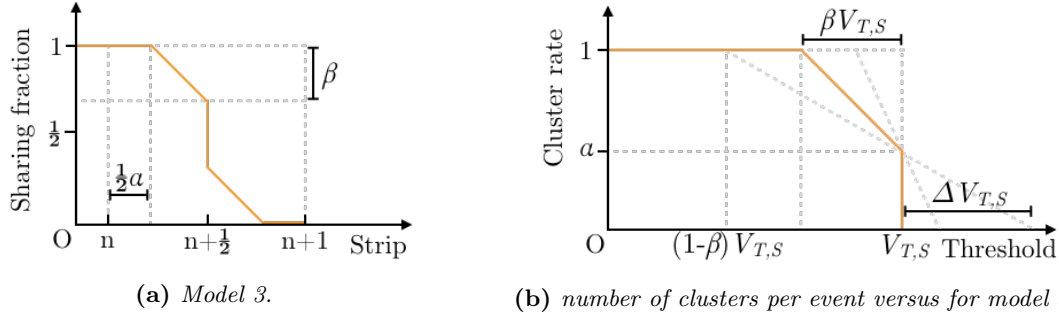 Sharing fraction
1
½
O
½a
β
n
n+½
n+1
Strip
(a) Model 3.
Cluster rate
1
a
O
βV_{T,S}
ΔV_{T,S}
(1-β) V_{T,S}
V_{T,S}
Threshold
(b) number of clusters per event versus for model